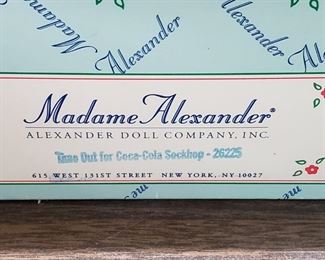 Madame
Alexander
Alexander
Madame Alexander®
ALEXANDER DOLL COMPANY, INC.
Time Out for Coca-Cola Sockhop - 26225
615 WEST 131ST STREET NEW YORK, NY 10027